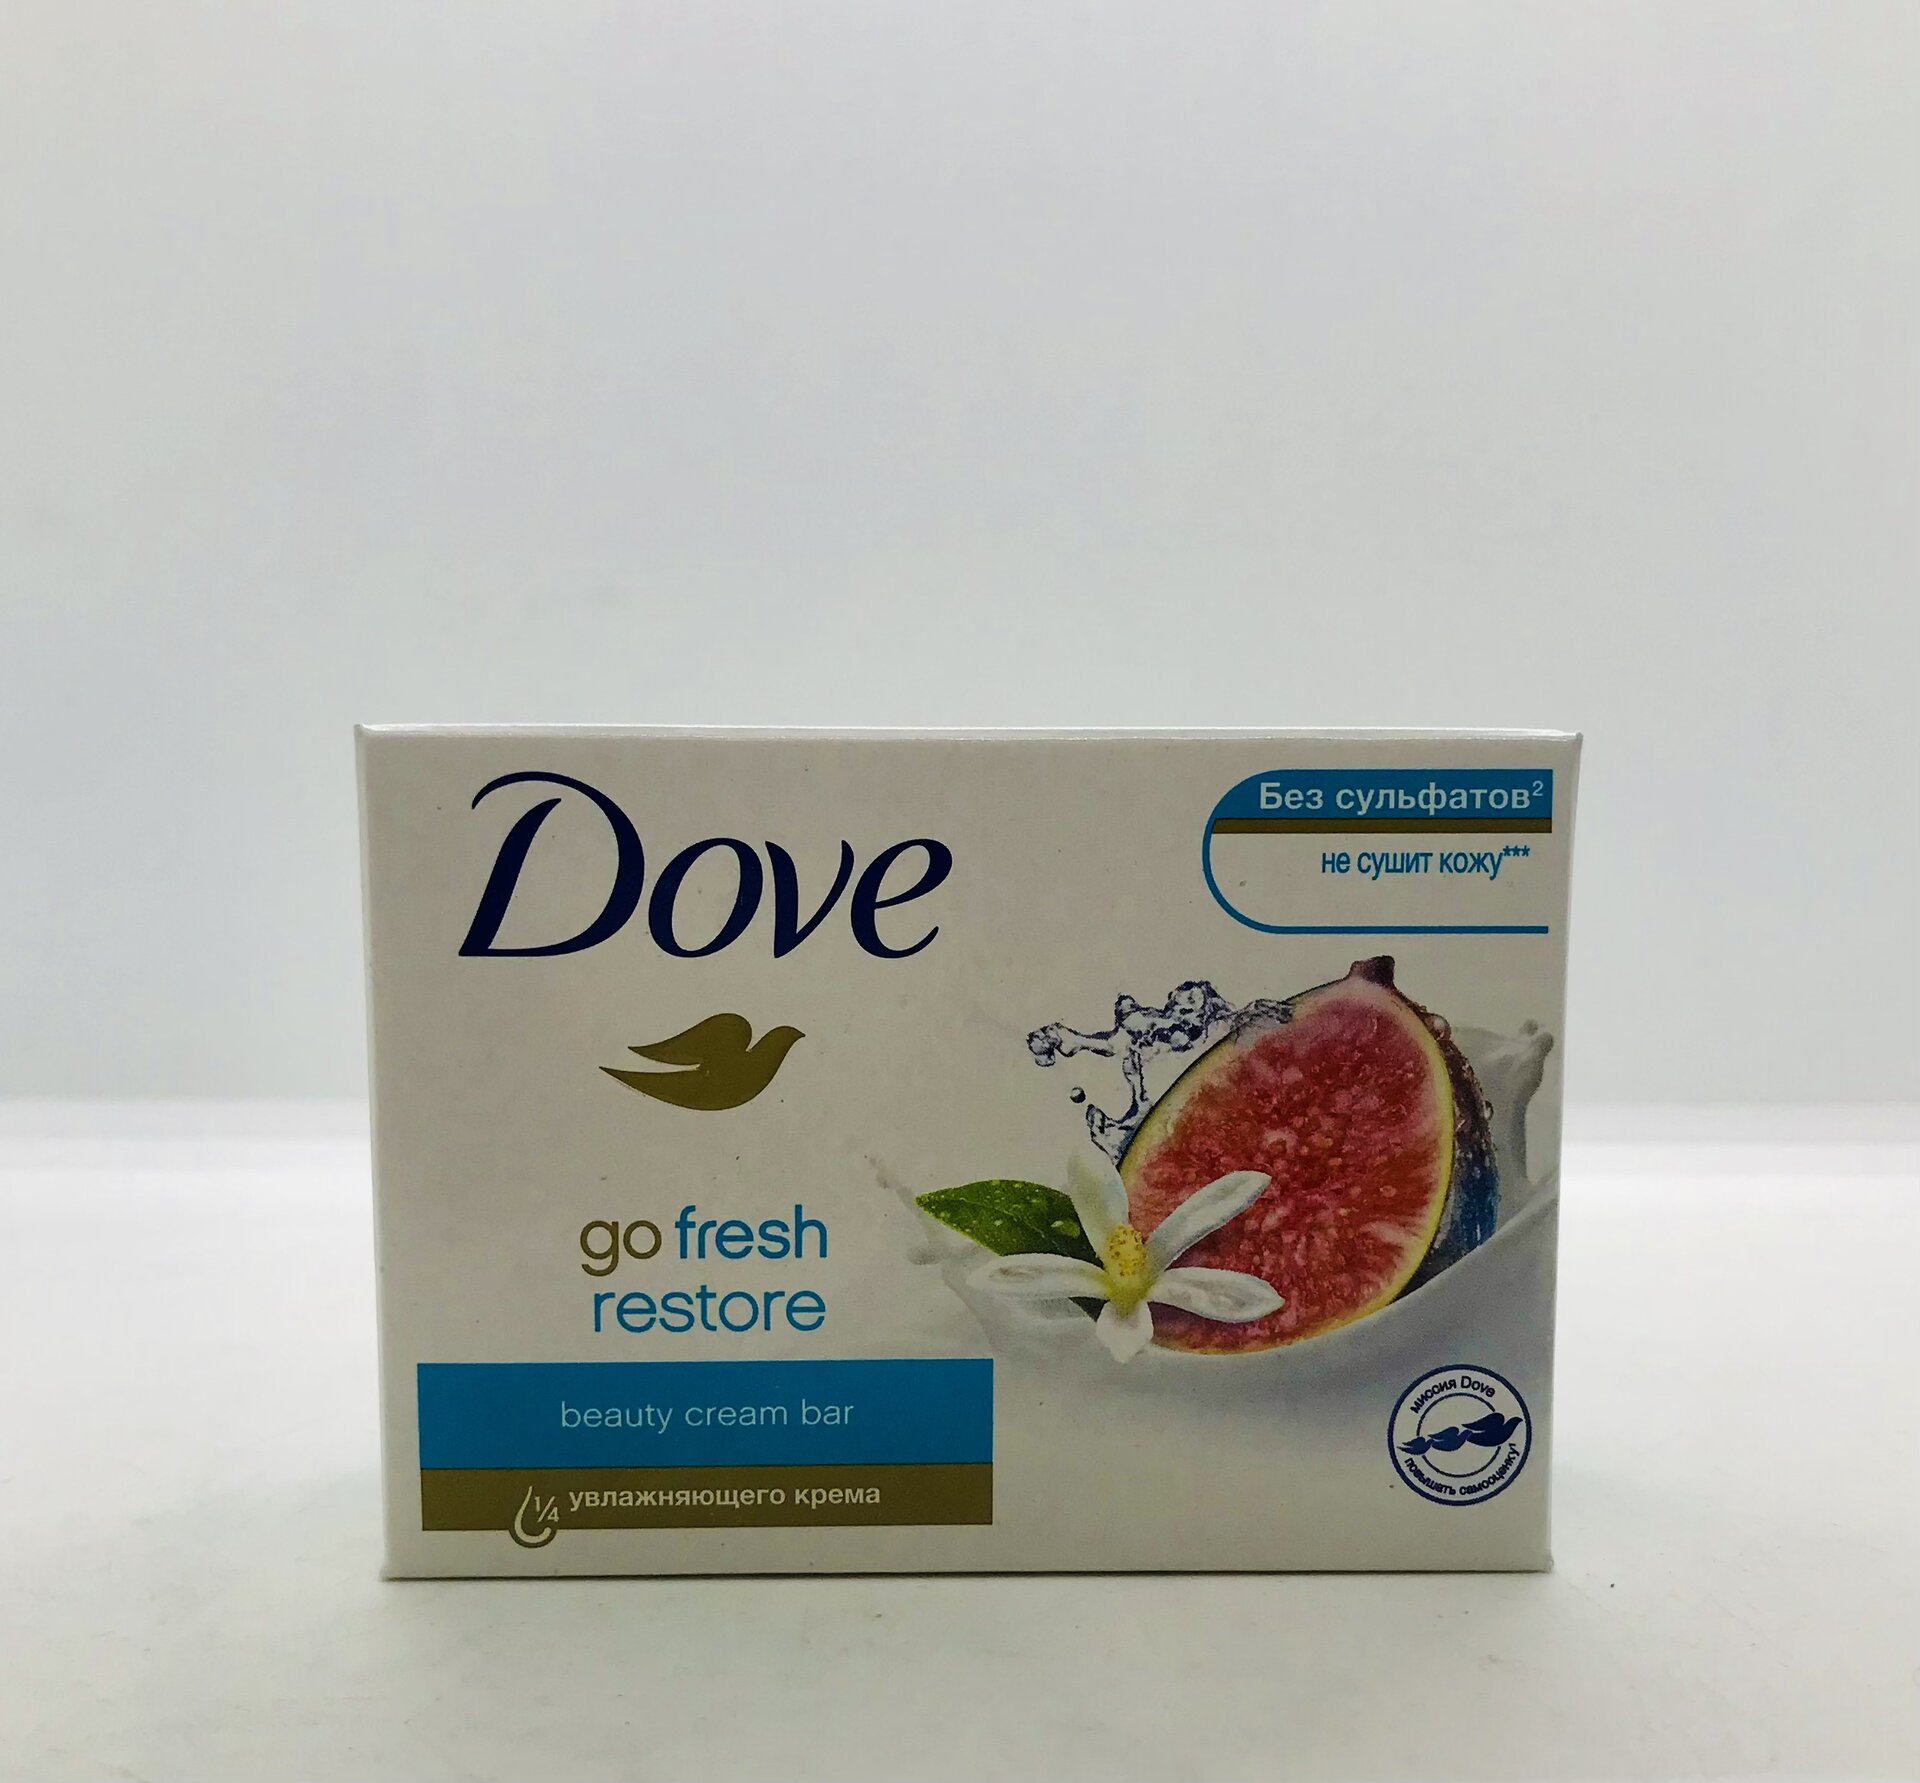 Dove
Без сульфатов²
не сушит кожу***
go fresh
restore
beauty cream bar
¼ увлажняющего крема
миссия Dove
повышать самооценку¹